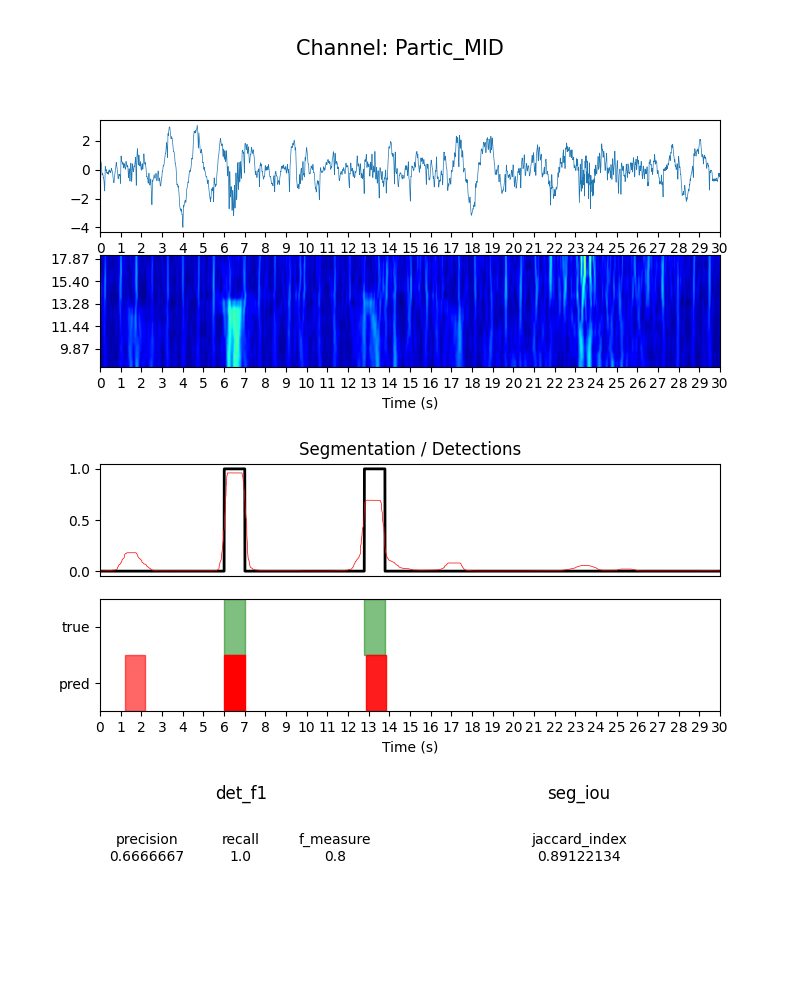 Channel: Partic_MID
2
0
−2
−4
0 1 2 3 4 5 6 7 8 9 10 11 12 13 14 15 16 17 18 19 20 21 22 23 24 25 26 27 28 29 30
17.87
15.40
13.28
11.44
9.87
0 1 2 3 4 5 6 7 8 9 10 11 12 13 14 15 16 17 18 19 20 21 22 23 24 25 26 27 28 29 30
Time (s)
Segmentation / Detections
1.0
0.5
0.0
true
pred
0 1 2 3 4 5 6 7 8 9 10 11 12 13 14 15 16 17 18 19 20 21 22 23 24 25 26 27 28 29 30
Time (s)
det_f1 seg_iou
precision recall f_measure jaccard_index
0.6666667 1.0 0.8 0.89122134